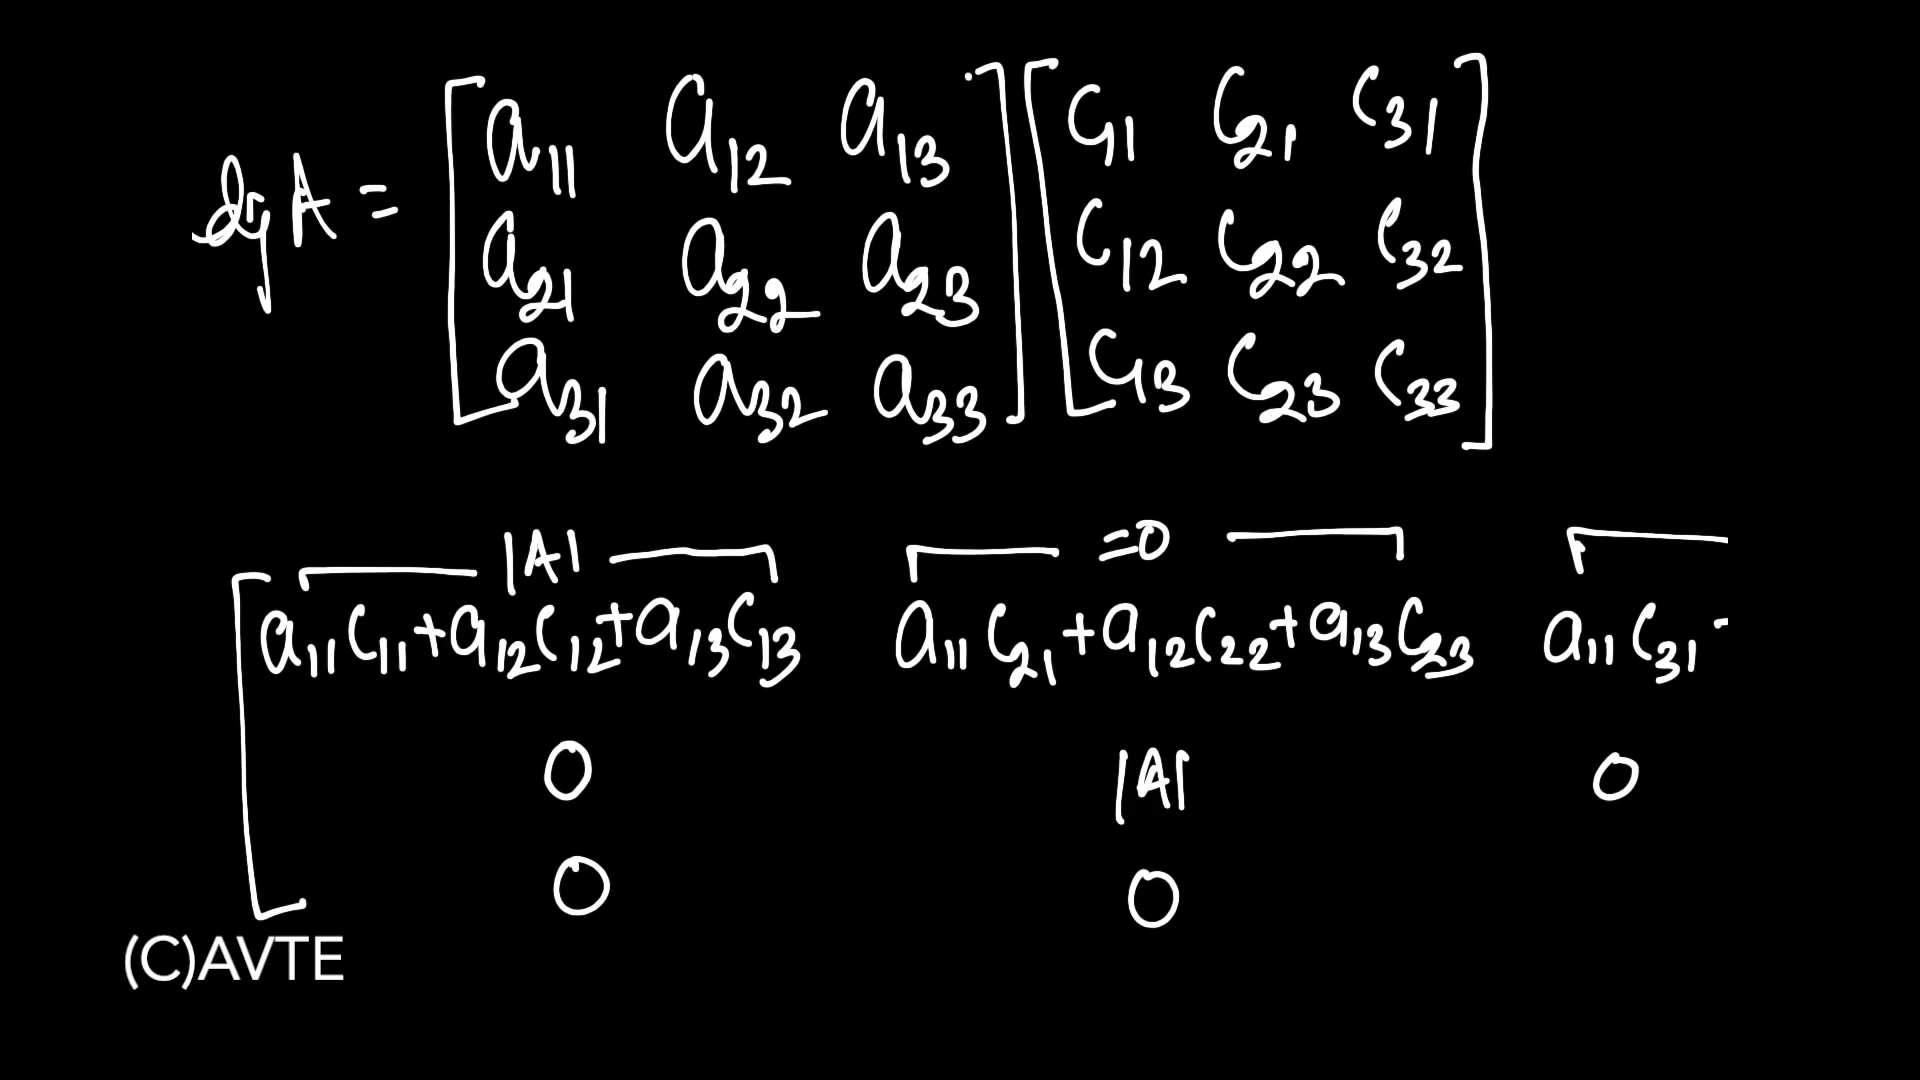 adj A = [ a11 a12 a13 ] [ C11 C21 C31 ]
a21 a22 a23 C12 C22 C32
a31 a32 a33 C13 C23 C33
|A| =0
[ a11C11+a12C12+a13C13 a11C21+a12C22+a13C23 a11C31
0 |A| 0
0 0
(C)AVTE